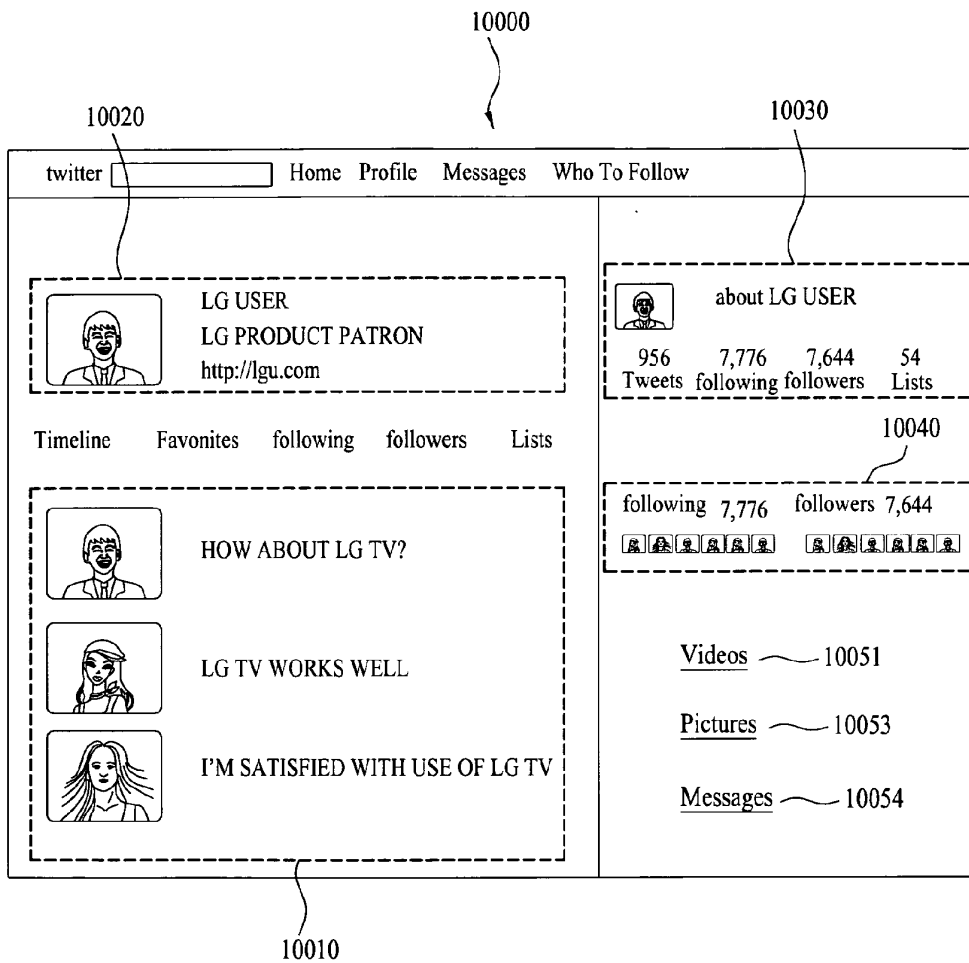 10000
10020
10030
twitter Home Profile Messages Who To Follow
LG USER
LG PRODUCT PATRON
http://lgu.com
about LG USER
956 7,776 7,644 54
Tweets following followers Lists
Timeline Favonites following followers Lists
10040
following 7,776 followers 7,644
HOW ABOUT LG TV?
LG TV WORKS WELL
I'M SATISFIED WITH USE OF LG TV
Videos 10051
Pictures 10053
Messages 10054
10010